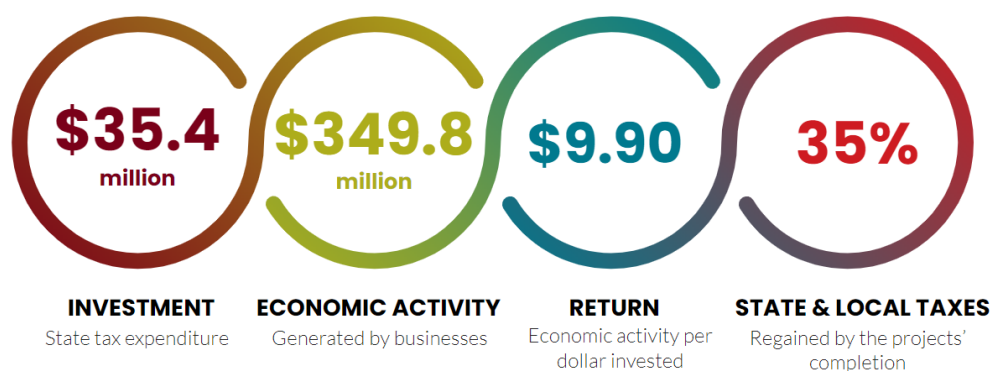 $35.4
million
$349.8
million
$9.90
35%
INVESTMENT
State tax expenditure
ECONOMIC ACTIVITY
Generated by businesses
RETURN
Economic activity per
dollar invested
STATE & LOCAL TAXES
Regained by the projects’
completion